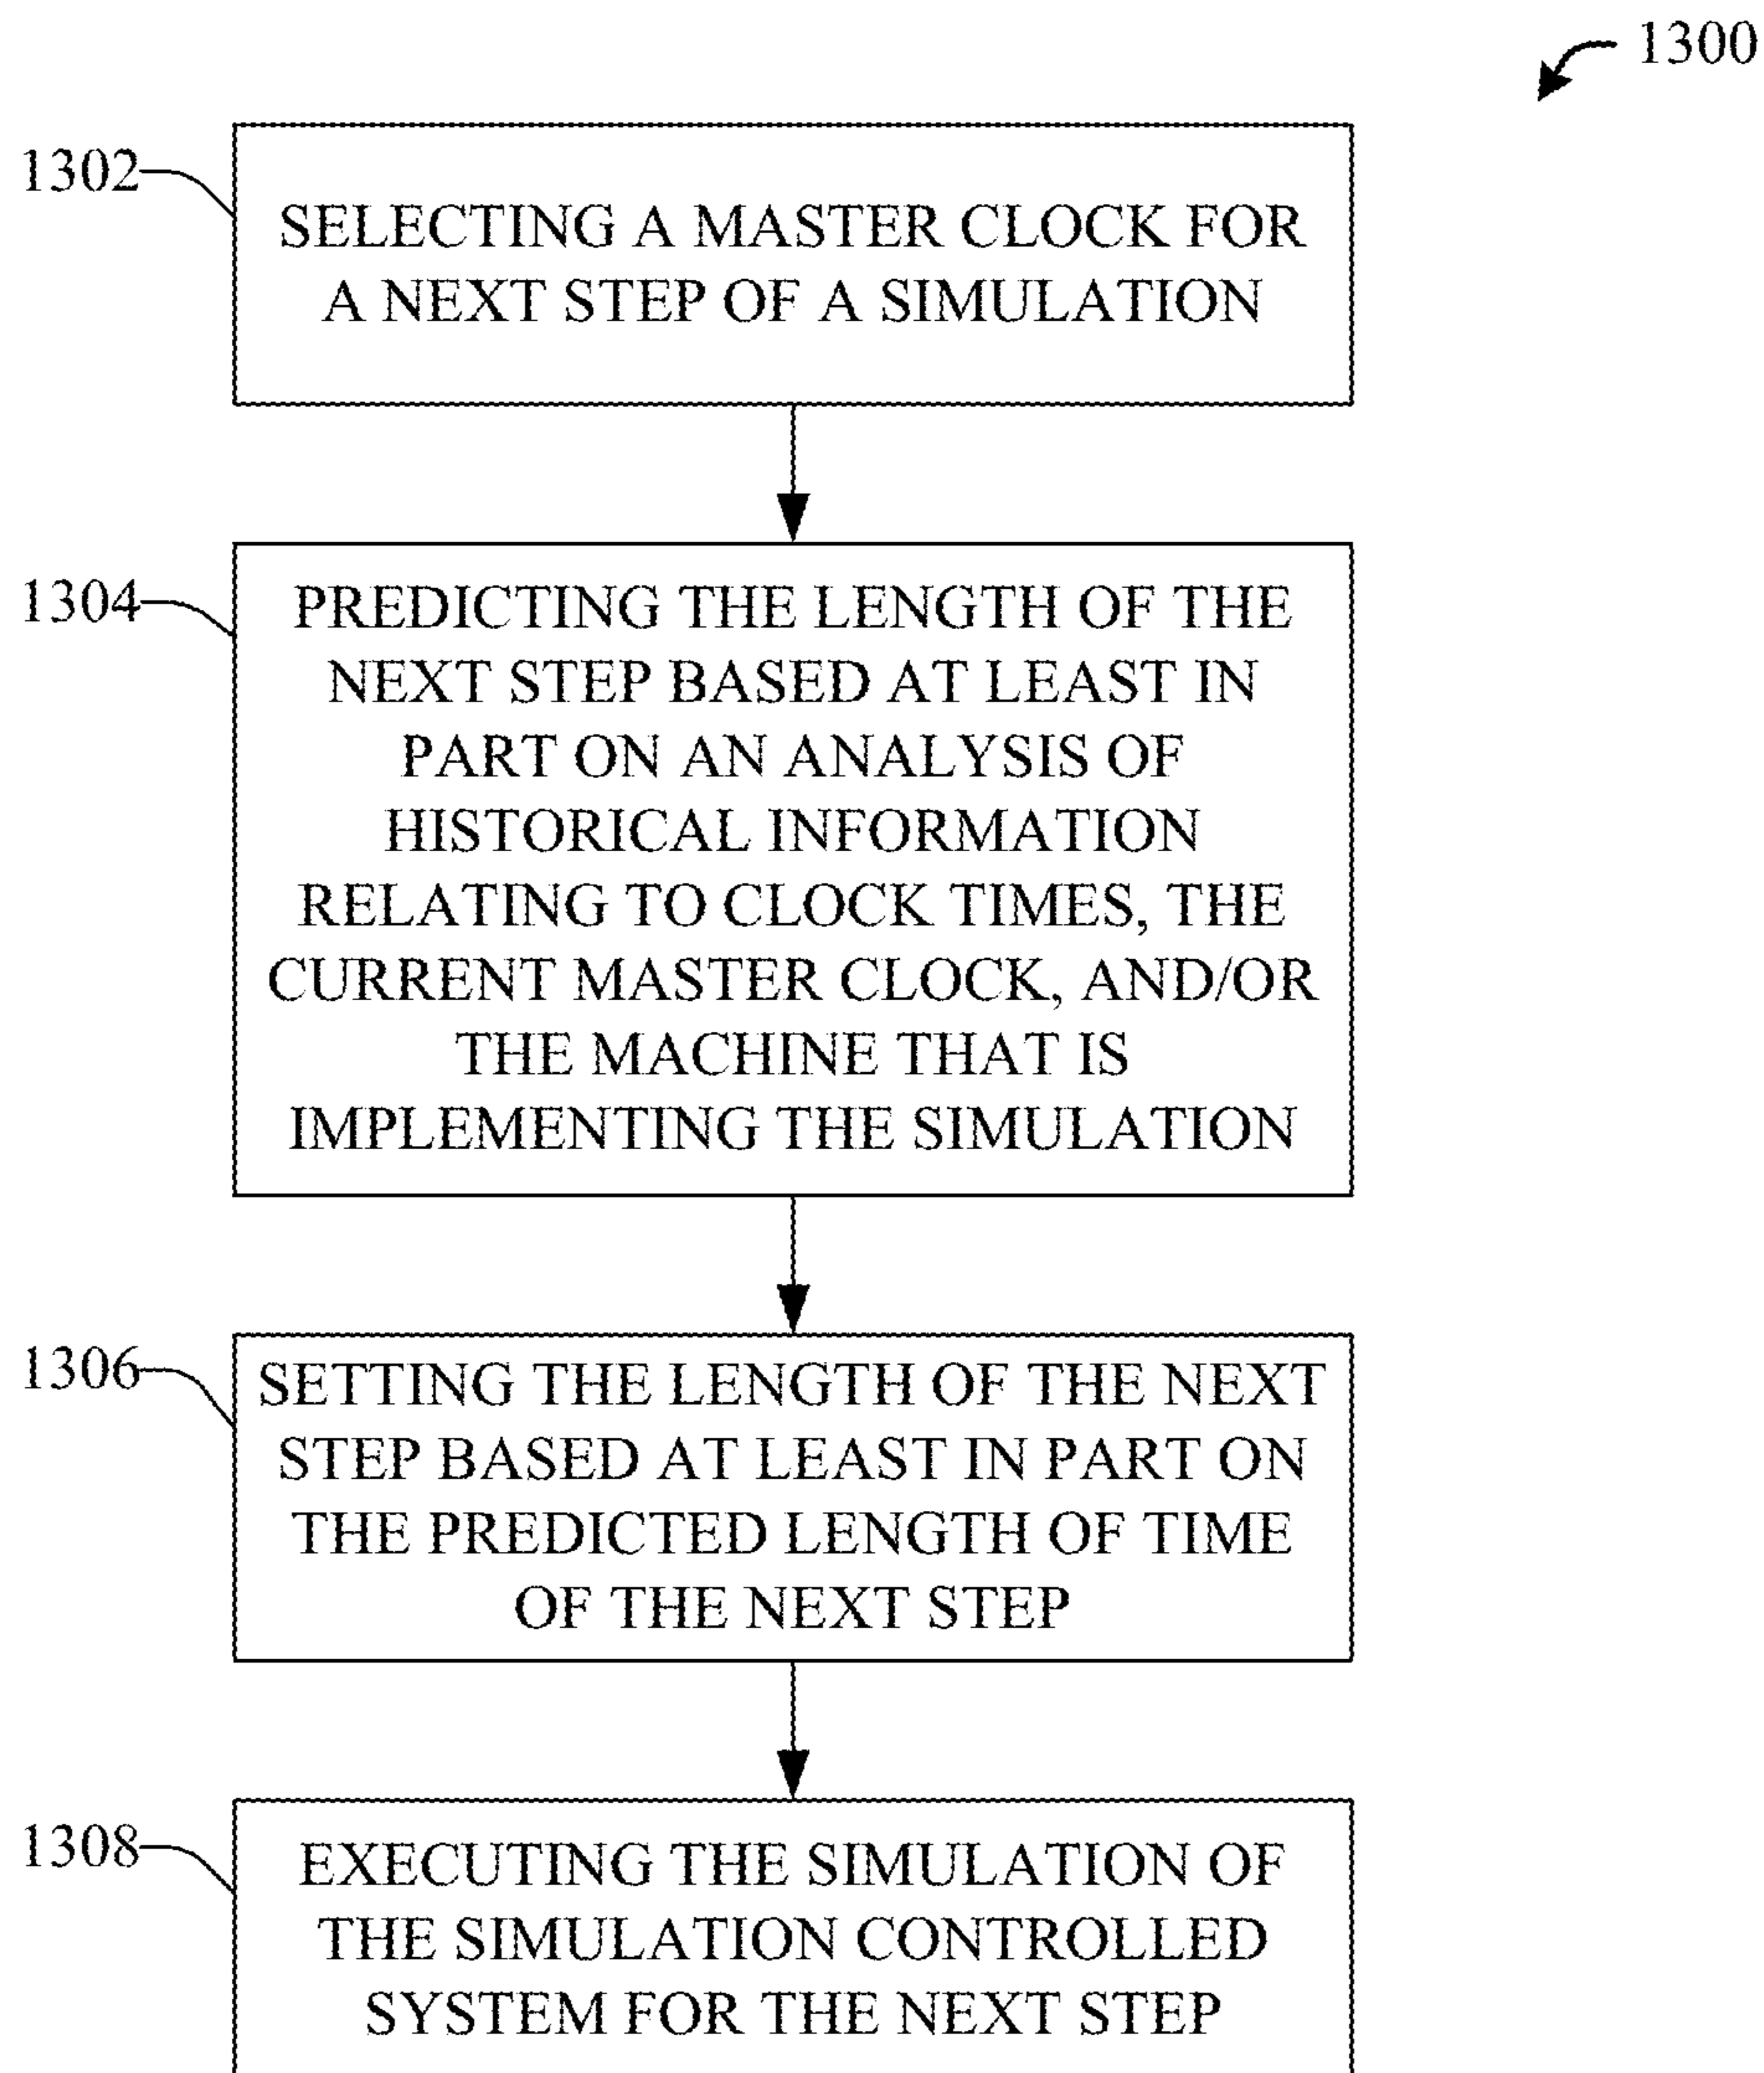 1300
1302
SELECTING A MASTER CLOCK FOR
A NEXT STEP OF A SIMULATION
1304
PREDICTING THE LENGTH OF THE
NEXT STEP BASED AT LEAST IN
PART ON AN ANALYSIS OF
HISTORICAL INFORMATION
RELATING TO CLOCK TIMES, THE
CURRENT MASTER CLOCK, AND/OR
THE MACHINE THAT IS
IMPLEMENTING THE SIMULATION
1306
SETTING THE LENGTH OF THE NEXT
STEP BASED AT LEAST IN PART ON
THE PREDICTED LENGTH OF TIME
OF THE NEXT STEP
1308
EXECUTING THE SIMULATION OF
THE SIMULATION CONTROLLED
SYSTEM FOR THE NEXT STEP